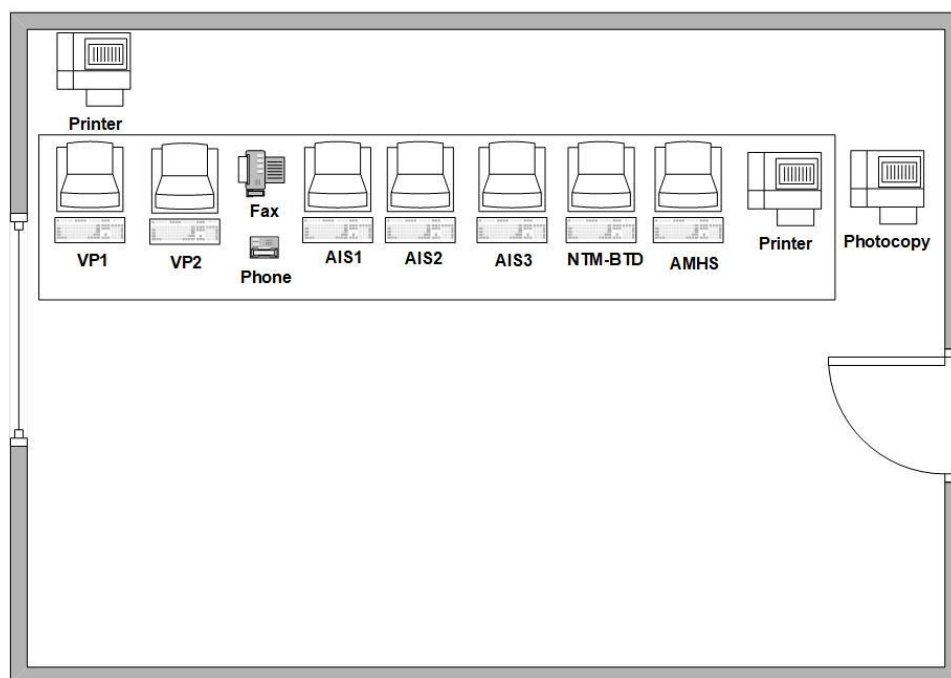 Printer
Fax
Phone
VP1
VP2
AIS1
AIS2
AIS3
NTM-BTD
AMHS
Printer
Photocopy